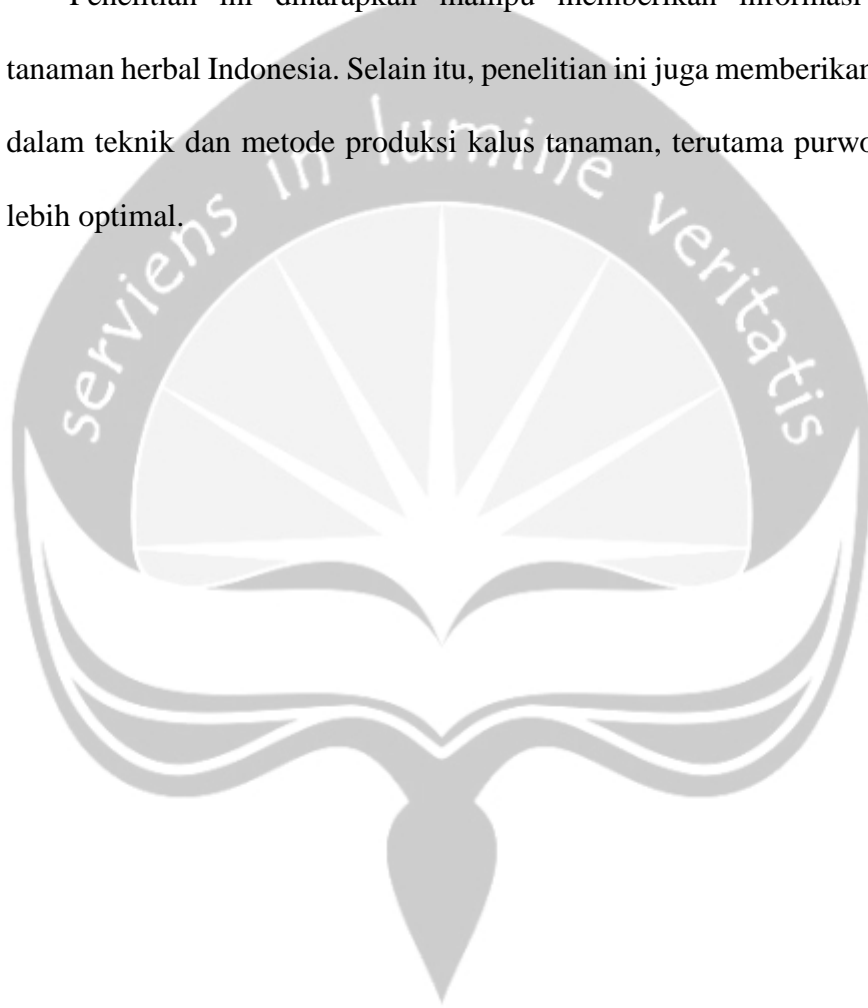 Penelitian ini diharapkan mampu memberikan informasi
tanaman herbal Indonesia. Selain itu, penelitian ini juga memberikan
dalam teknik dan metode produksi kalus tanaman, terutama purwo
lebih optimal.
serviens in lumine veritatis